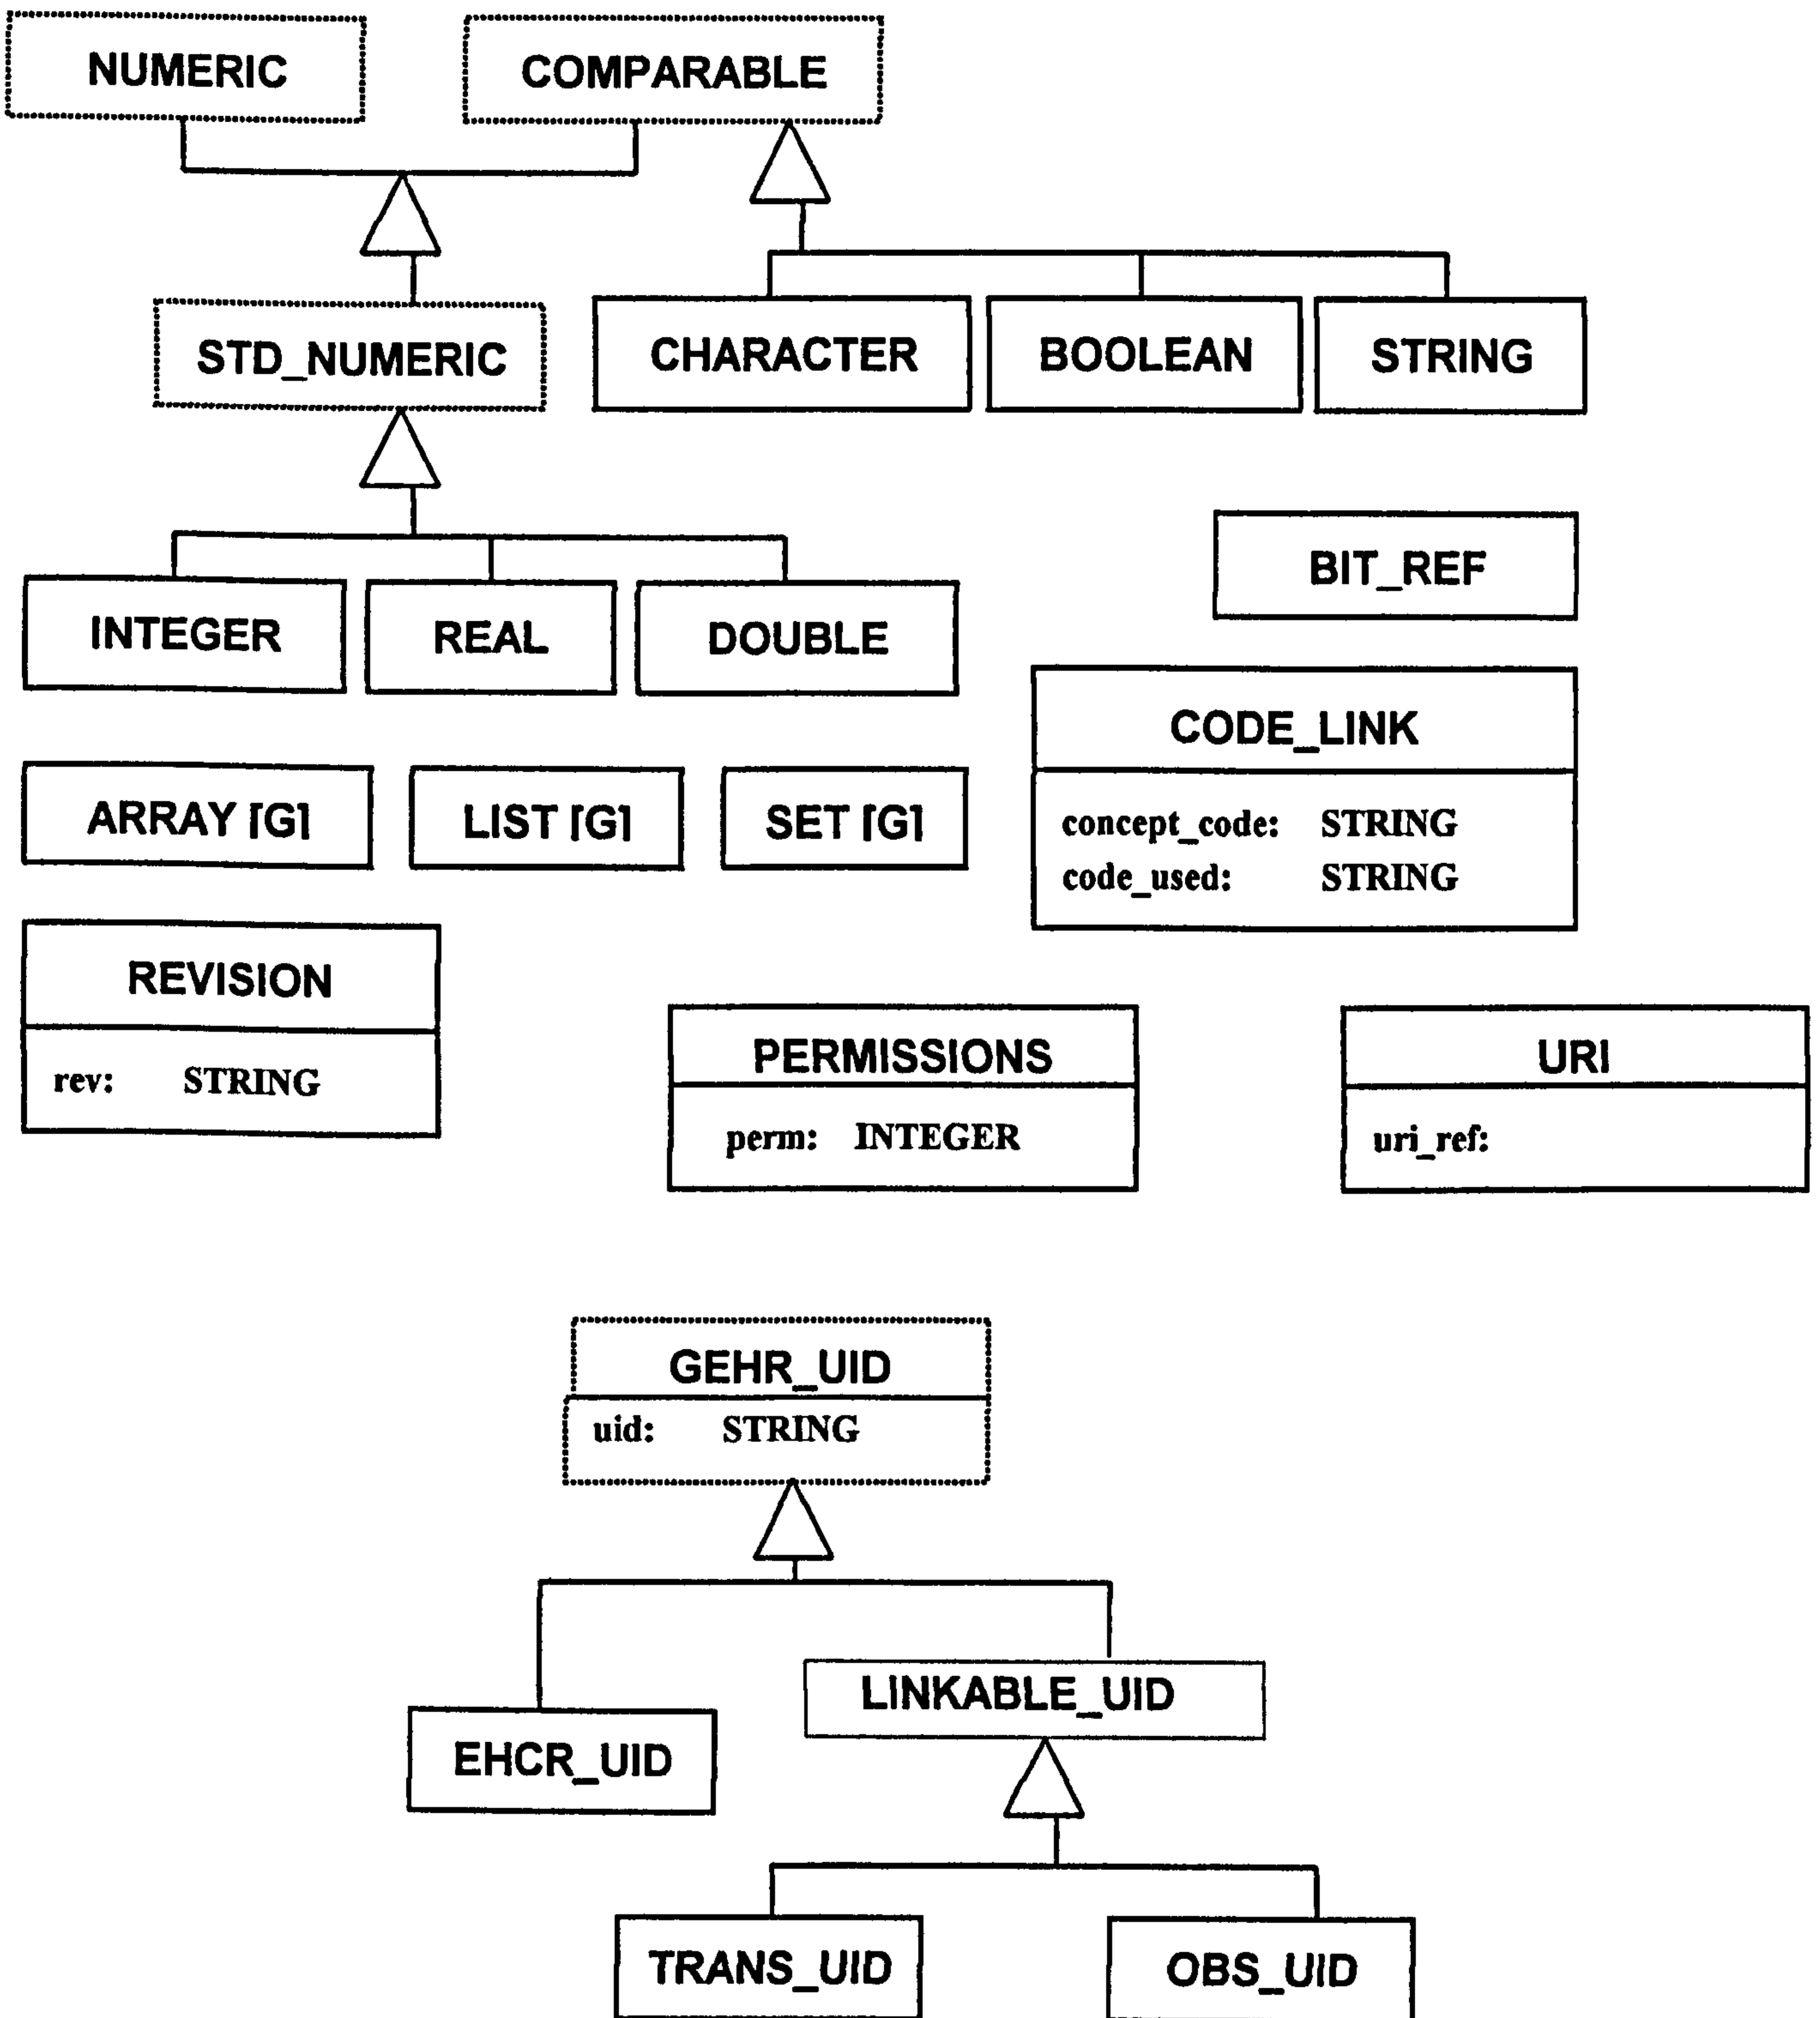 NUMERIC
COMPARABLE
STD_NUMERIC
CHARACTER
BOOLEAN
STRING
BIT_REF
INTEGER
REAL
DOUBLE
CODE_LINK
concept_code: STRING
code_used: STRING
ARRAY [G]
LIST [G]
SET [G]
REVISION
rev: STRING
PERMISSIONS
perm: INTEGER
URI
uri_ref:
GEHR_UID
uid: STRING
LINKABLE_UID
EHCR_UID
TRANS_UID
OBS_UID